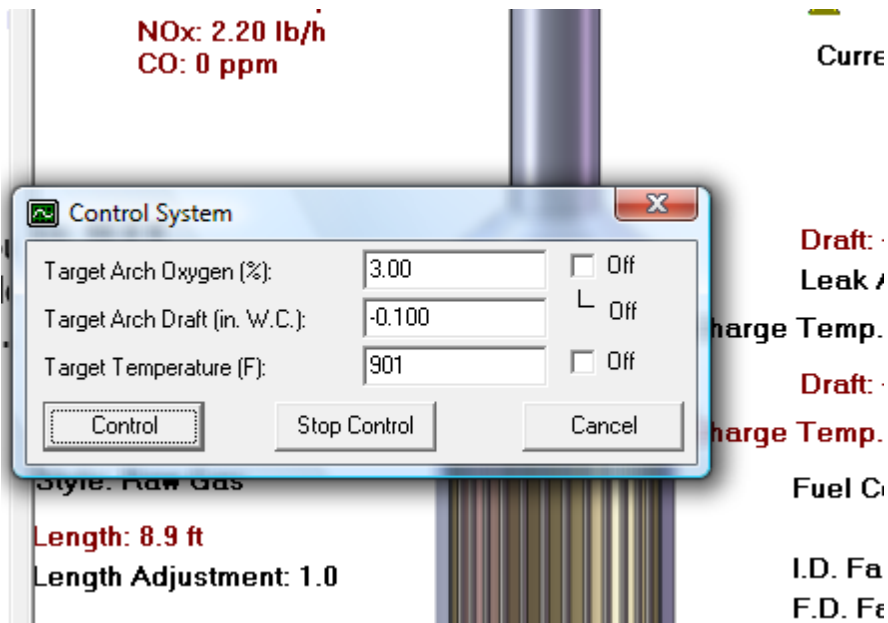 NOx: 2.20 lb/h
CO: 0 ppm
Curre
Control System
Target Arch Oxygen (%): 3.00 Off
Target Arch Draft (in. W.C.): -0.100 Off
Target Temperature (F): 901 Off
Control Stop Control Cancel
Draft:
Leak
harge Temp.
Draft:
harge Temp.
Style: Raw Gas
Fuel C
Length: 8.9 ft
Length Adjustment: 1.0
I.D. Fa
F.D. Fa